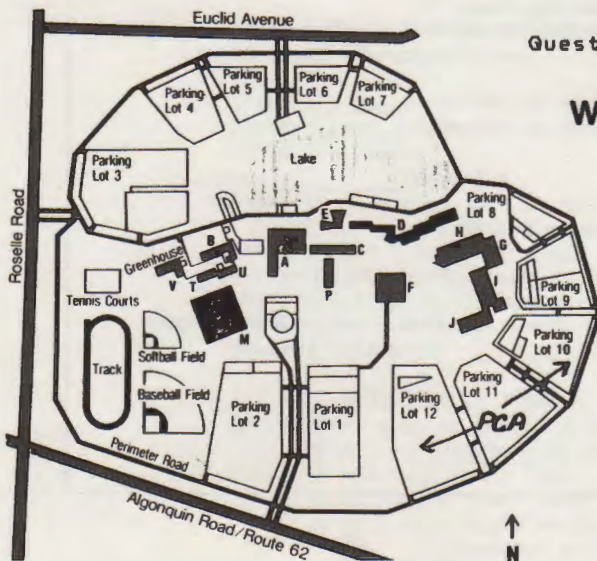 Euclid Avenue
Quest
W
Parking
Lot 4
Parking
Lot 5
Parking
Lot 6
Parking
Lot 7
Parking
Lot 3
Lake
Roselle Road
Parking
Lot 8
E
D
H
G
B
Greenhouse
C
A
V
T
U
I
P
F
Parking
Lot 9
Tennis Courts
M
J
Parking
Lot 10
Softball Field
Track
Parking
Lot 11
Baseball Field
Parking
Lot 2
Parking
Lot 1
Parking
Lot 12
PCA
Perimeter Road
Algonquin Road/Route 62
N